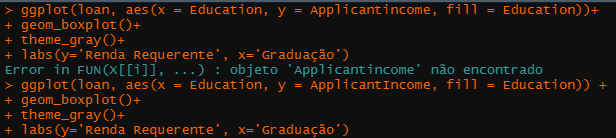 > ggplot(loan, aes(x = Education, y = Applicantincome, fill = Education))+
+ geom_boxplot()+
+ theme_gray()+
+ labs(y='Renda Requerente', x='Graduação')
Error in FUN(X[[i]], ...) : objeto 'Applicantincome' não encontrado
> ggplot(loan, aes(x = Education, y = ApplicantIncome, fill = Education)) +
+ geom_boxplot()+
+ theme_gray()+
+ labs(y='Renda Requerente', x='Graduação')